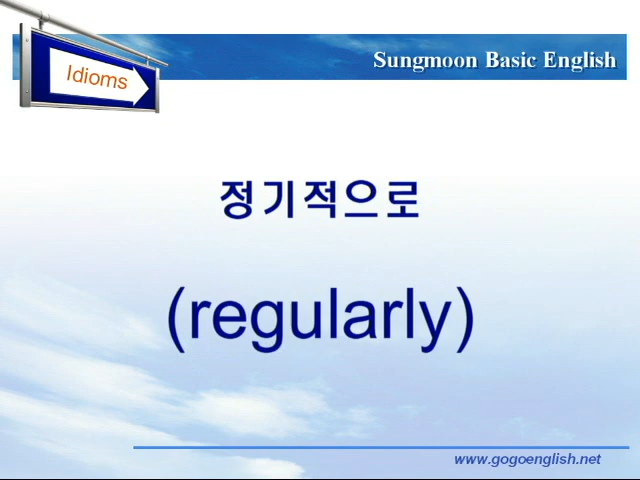 Idioms
Sungmoon Basic English
정기적으로
(regularly)
www.gogoenglish.net